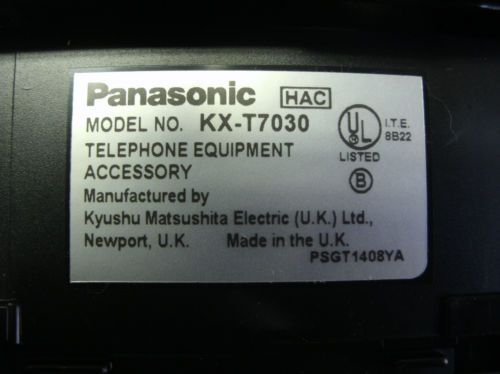 Panasonic HAC
MODEL NO. KX-T7030
TELEPHONE EQUIPMENT
ACCESSORY
Manufactured by
Kyushu Matsushita Electric (U.K.) Ltd.,
Newport, U.K. Made in the U.K.
PSGT1408YA
UL
LISTED
I.T.E.
8B22
B